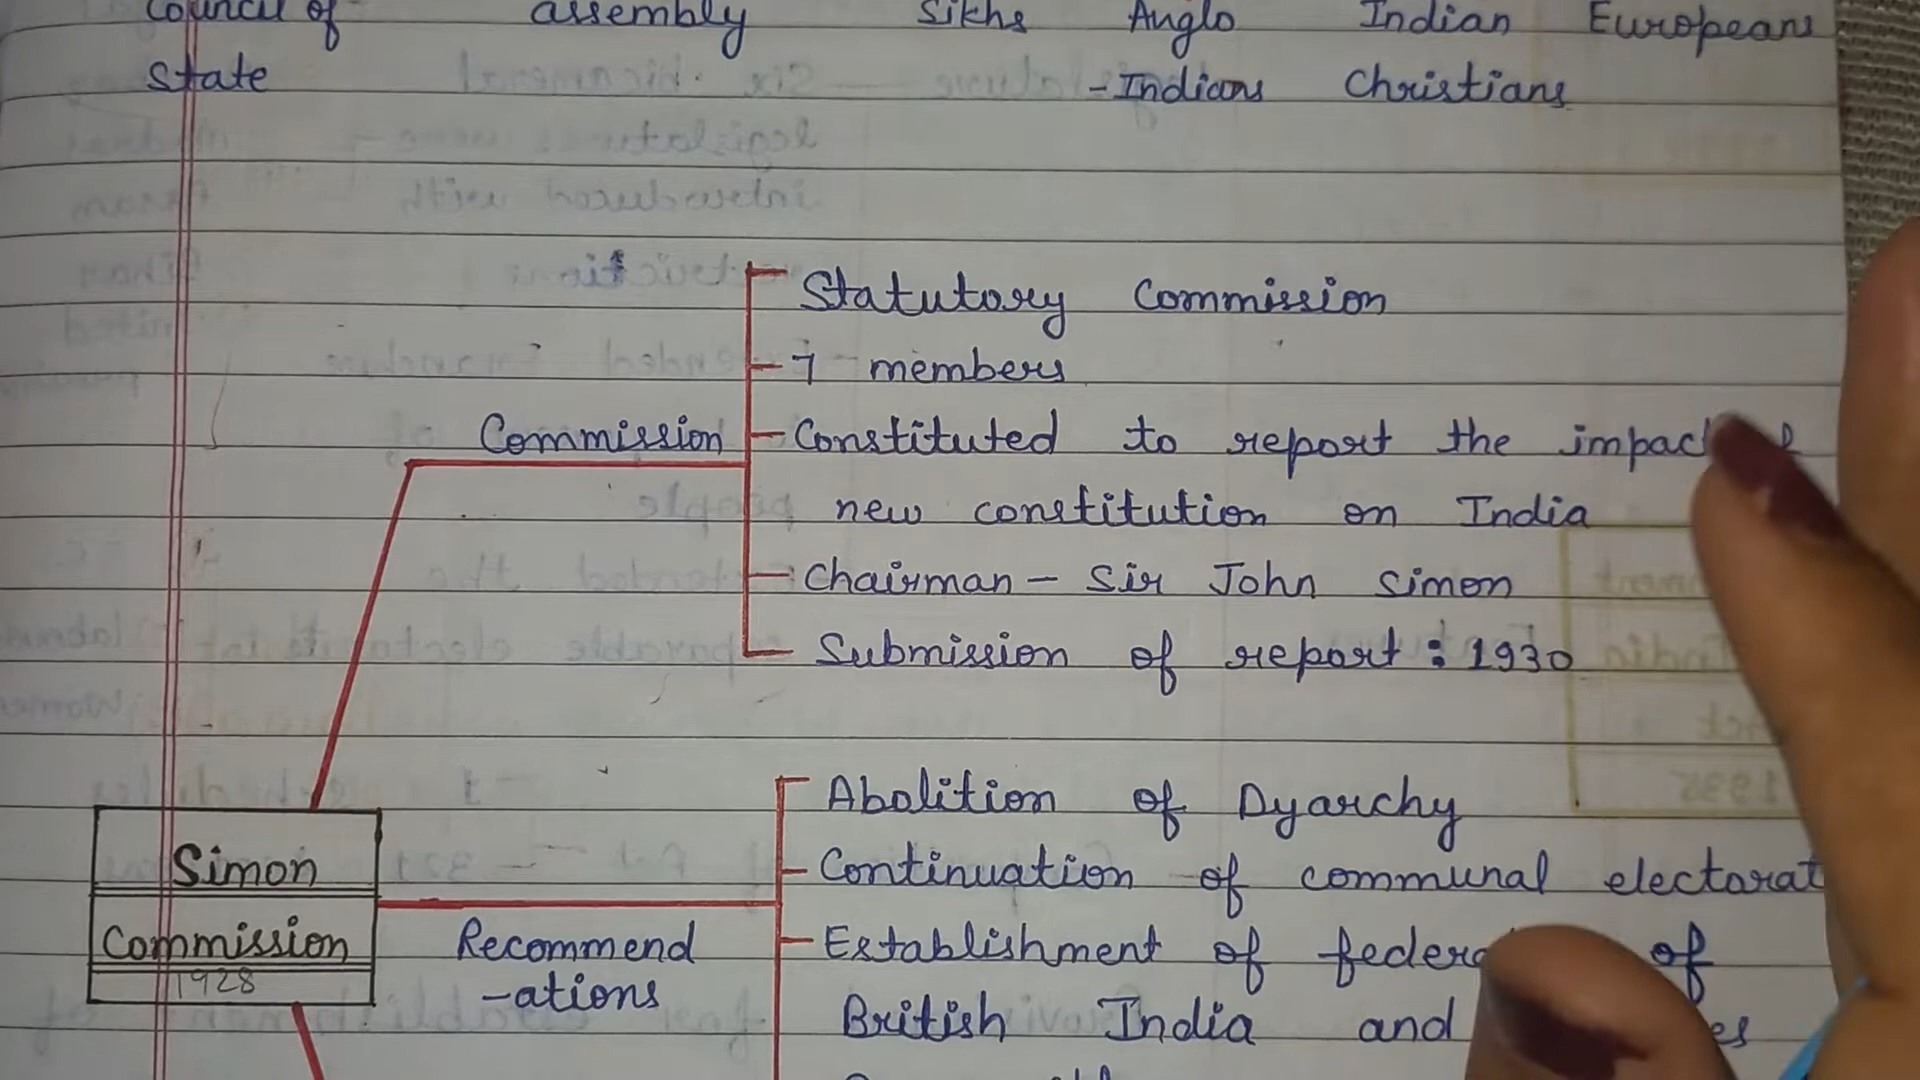 Council of assembly Sikhs Anglo Indian Europeans
State -Indians Christians
Statutory Commission
7 members
Commission
Constituted to report the impact
new constitution on India
Chairman - Sir John Simon
Submission of report : 1930
Abolition of Dyarchy
Simon
Continuation of communal
Commission
Recommend
Establishment of
of
1928
-ations
British India and